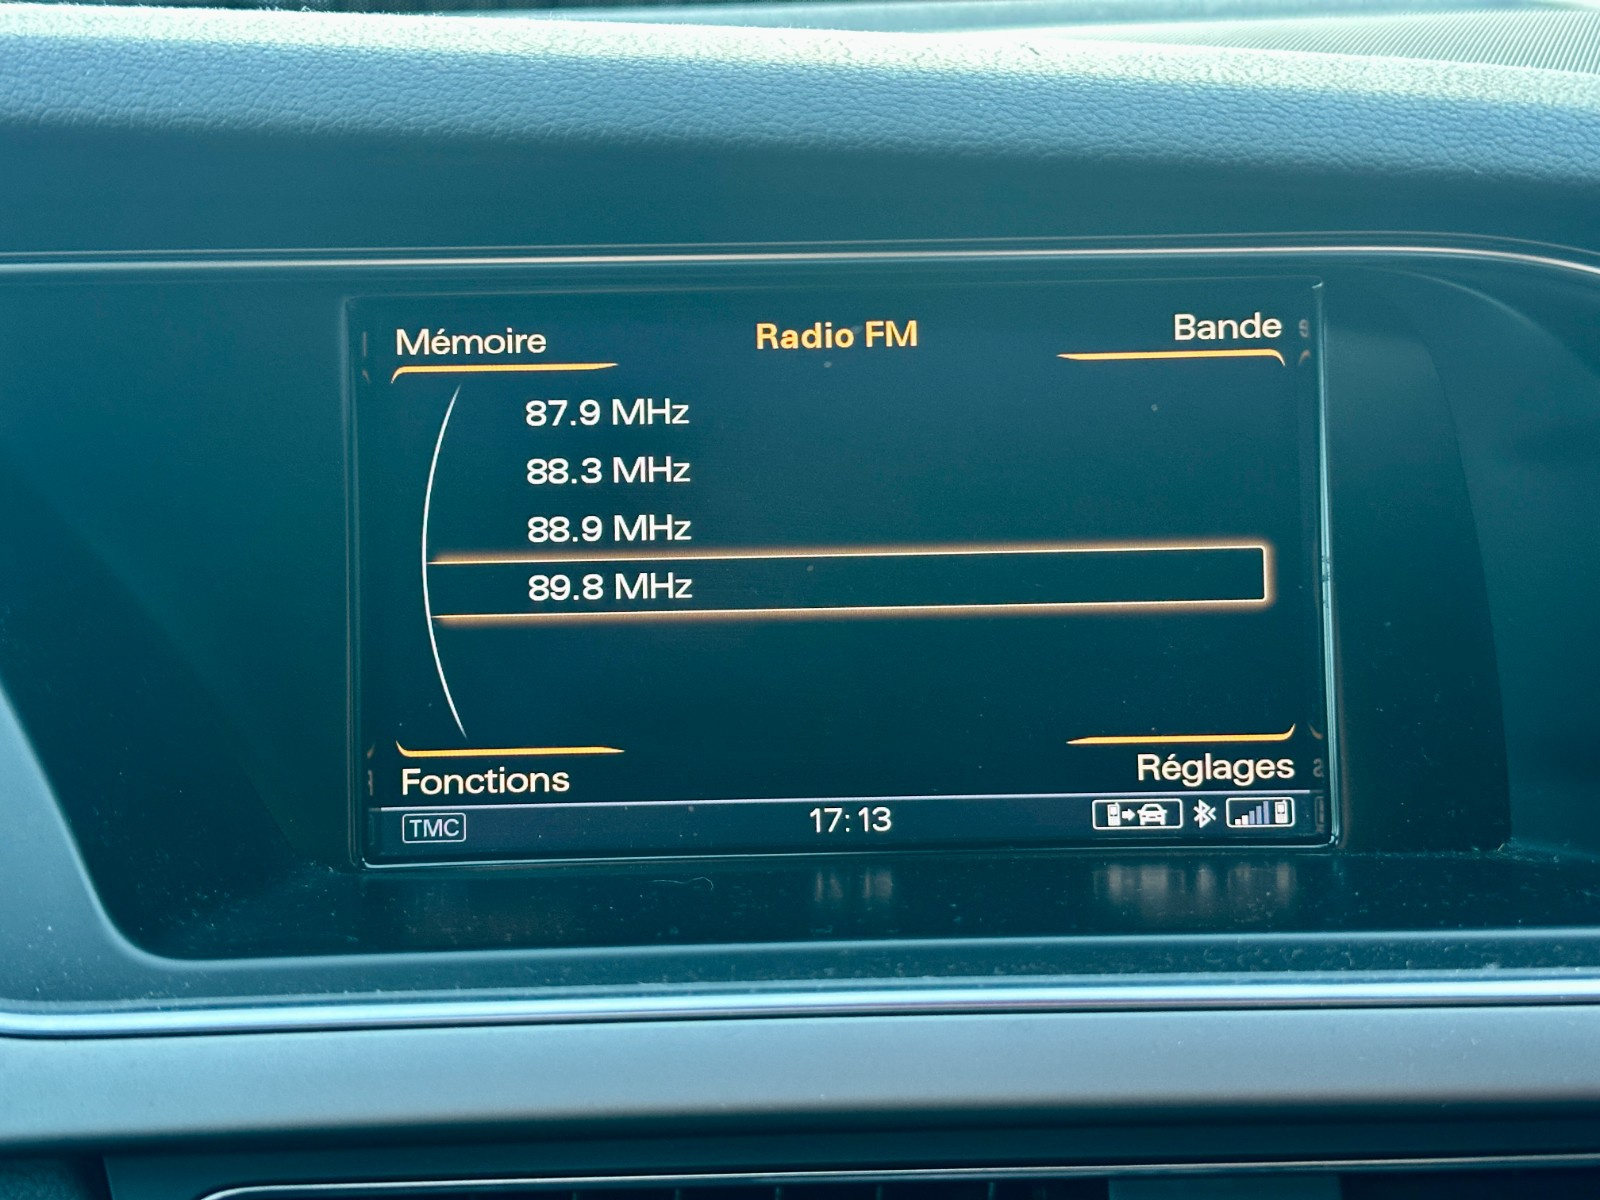 Mémoire
Radio FM
Bande
87.9 MHz
88.3 MHz
88.9 MHz
89.8 MHz
Fonctions
Réglages
TMC
17:13